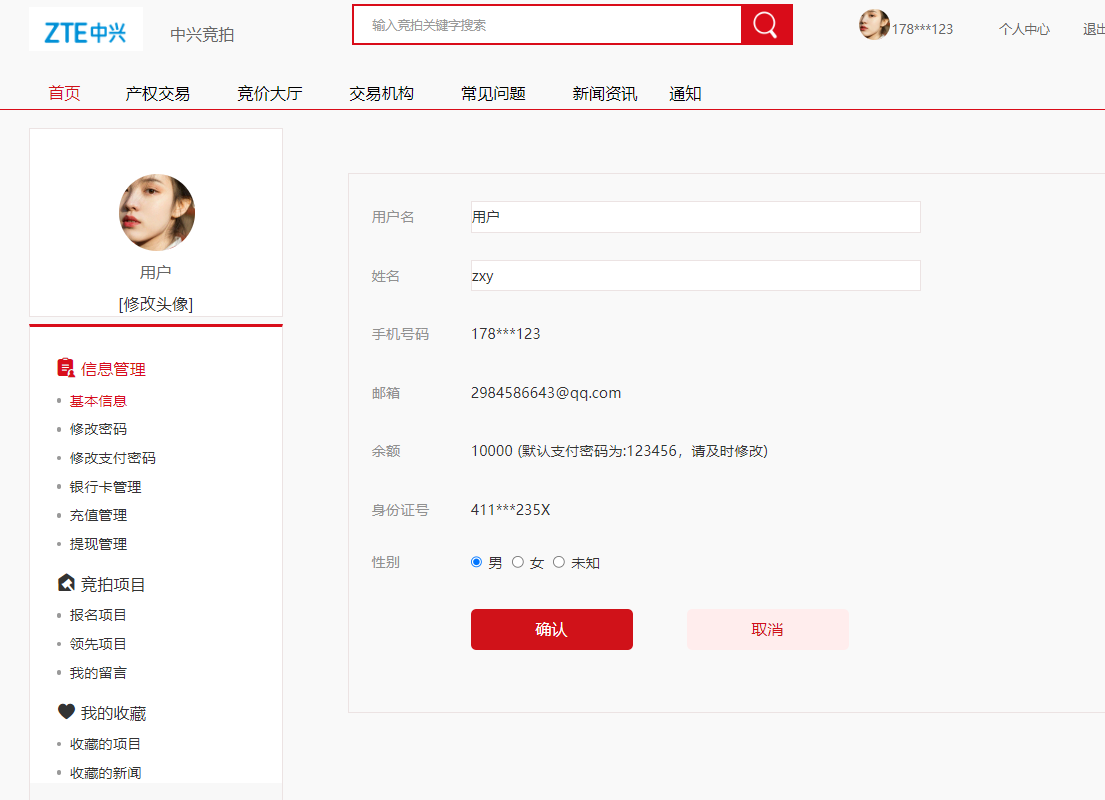 ZTE中兴 中兴竞拍 输入竞拍关键字搜索 178***123 个人中心 退出
首页 产权交易 竞价大厅 交易机构 常见问题 新闻资讯 通知
用户
[修改头像]
信息管理
基本信息
修改密码
修改支付密码
银行卡管理
充值管理
提现管理
竞拍项目
报名项目
领先项目
我的留言
我的收藏
收藏的项目
收藏的新闻
用户名 用户
姓名 zxy
手机号码 178***123
邮箱 2984586643@qq.com
余额 10000 (默认支付密码为:123456，请及时修改)
身份证号 411***235X
性别 男 女 未知
确认 取消